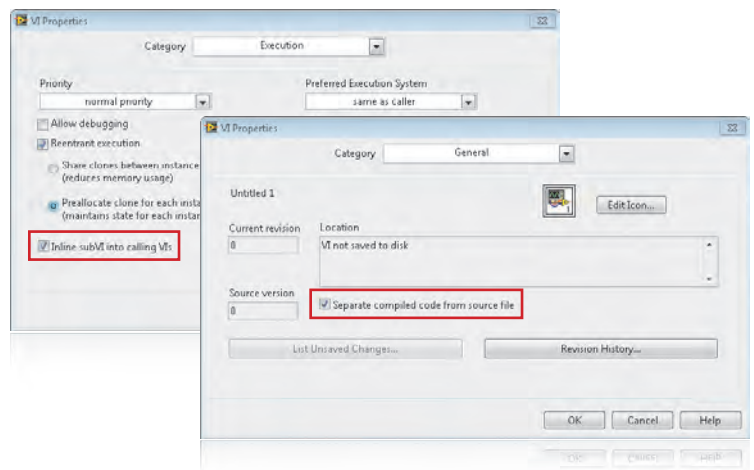 VI Properties
Category Execution
Priority Preferred Execution System
normal priority same as caller
Allow debugging
Reentrant execution
Share clones between instance
(reduces memory usage)
Preallocate clone for each insta
(maintains state for each instar
Inline subVI into calling VIs
VI Properties
Category General
Untitled 1
Edit Icon...
Current revision Location
0 VI not saved to disk
Source version
0 Separate compiled code from source file
List Unsaved Changes... Revision History...
OK Cancel Help